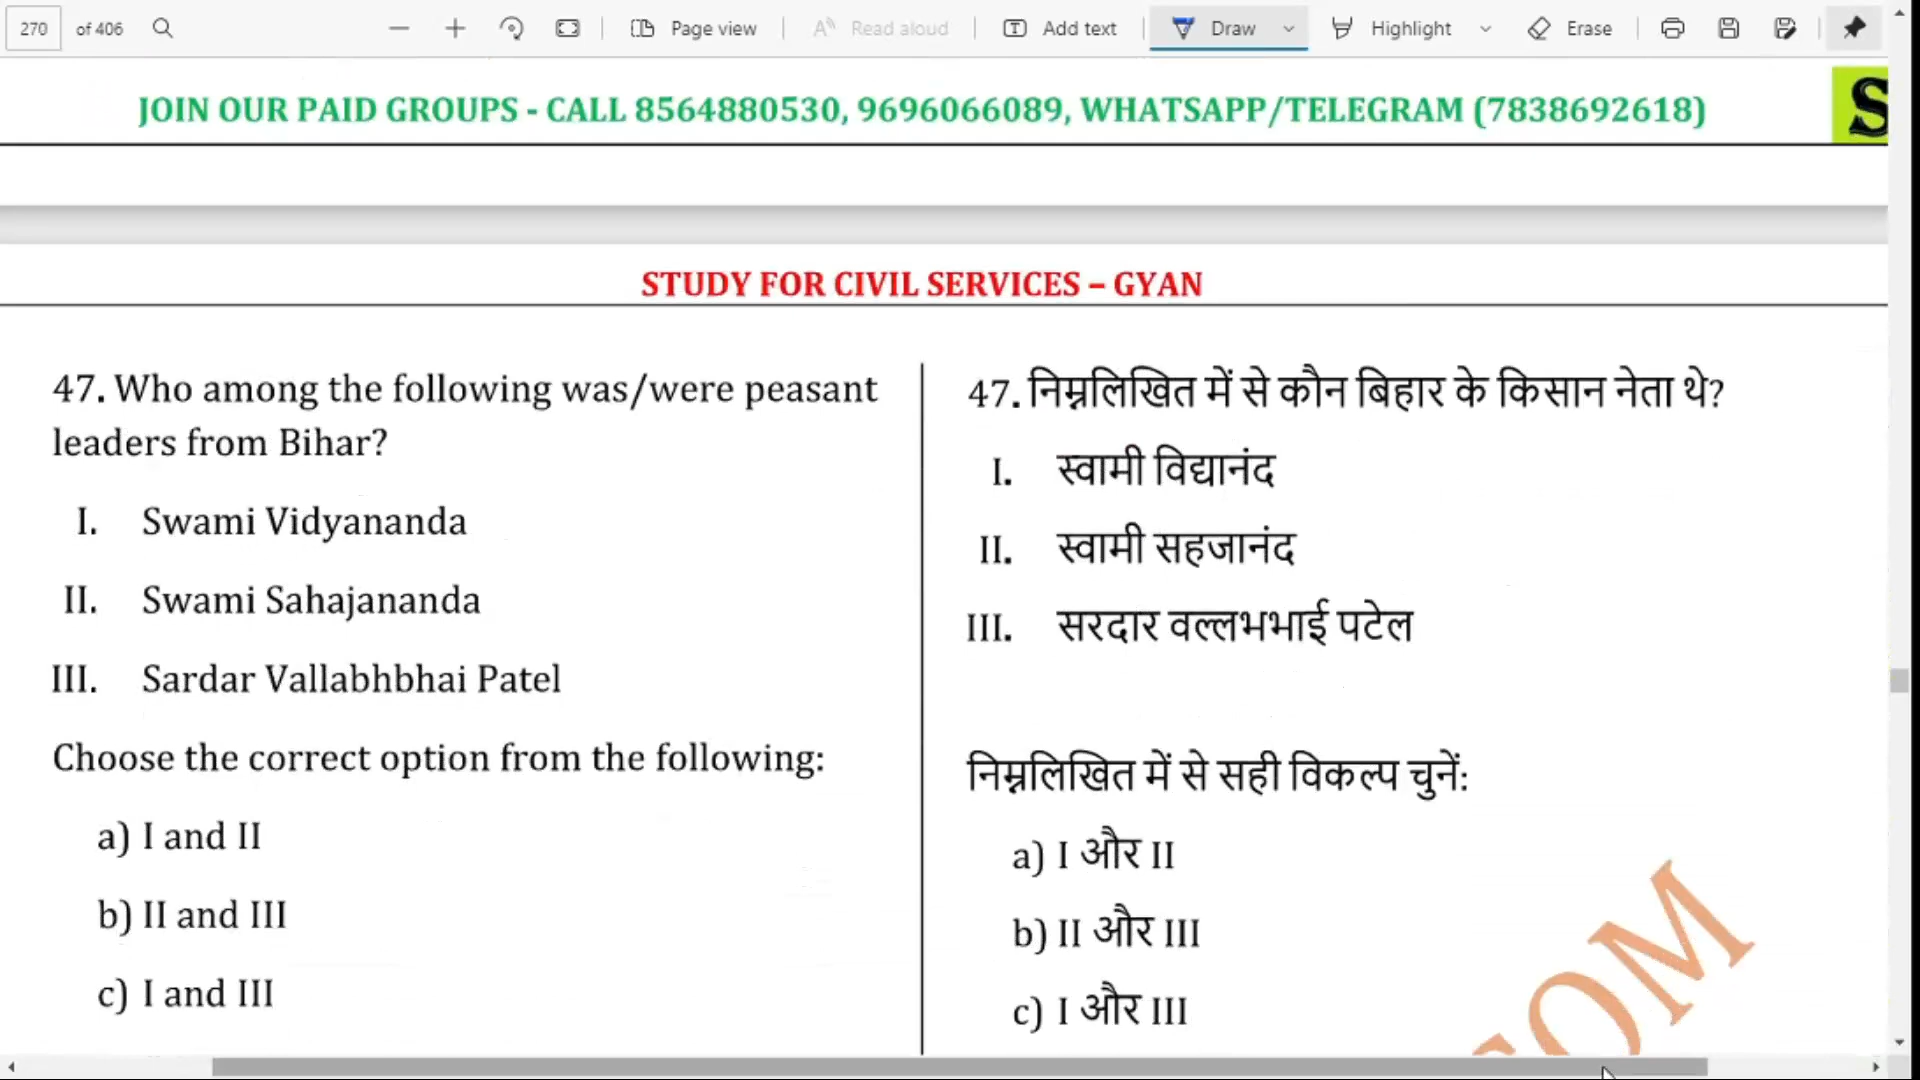 270 of 406 Page view Read aloud Add text Draw Highlight Erase
JOIN OUR PAID GROUPS - CALL 8564880530, 9696066089, WHATSAPP/TELEGRAM (7838692618)
S
STUDY FOR CIVIL SERVICES – GYAN
47. Who among the following was/were peasant
leaders from Bihar?
I. Swami Vidyananda
II. Swami Sahajananda
III. Sardar Vallabhbhai Patel
Choose the correct option from the following:
a) I and II
b) II and III
c) I and III
47. निम्नलिखित में से कौन बिहार के किसान नेता थे?
I. स्वामी विद्यानंद
II. स्वामी सहजानंद
III. सरदार वल्लभभाई पटेल
निम्नलिखित में से सही विकल्प चुनें:
a) I और II
b) II और III
c) I और III
COM